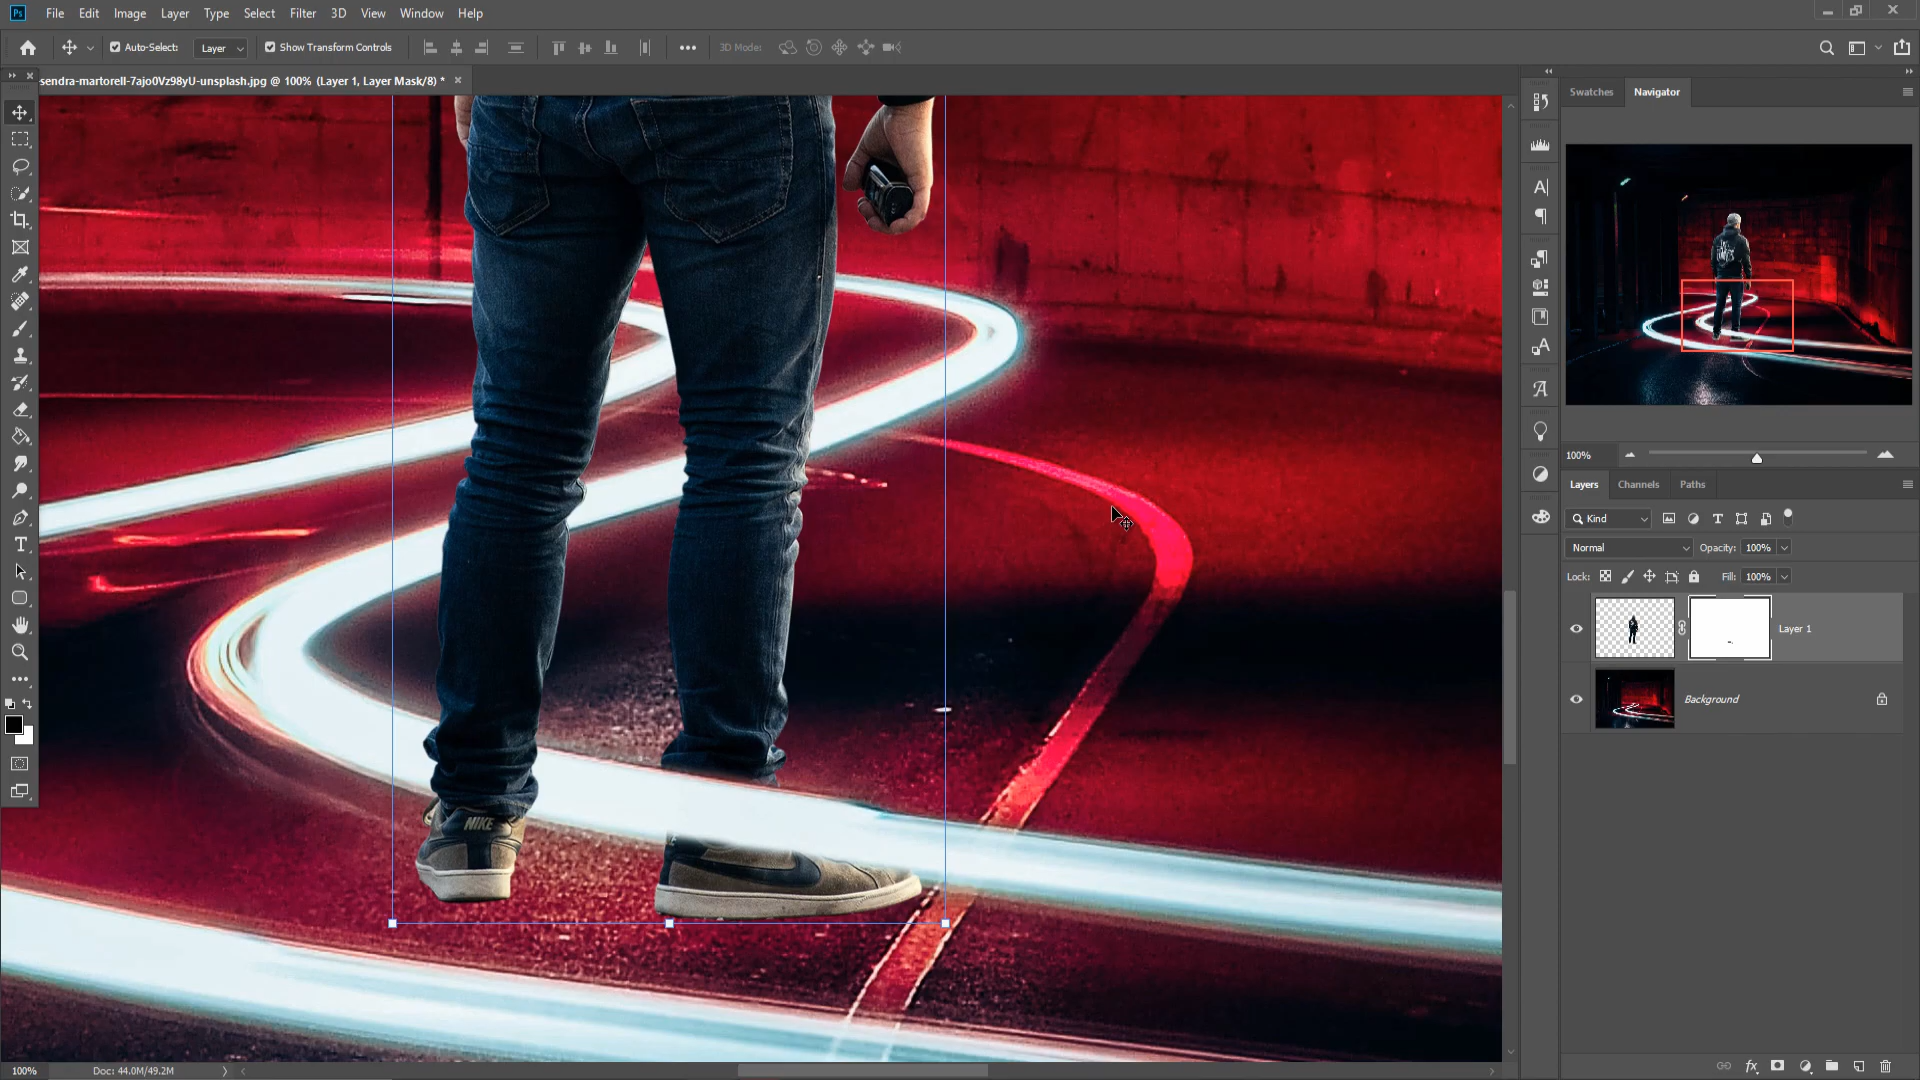 Ps File Edit Image Layer Type Select Filter 3D View Window Help
Auto-Select: Layer Show Transform Controls 3D Mode:
sendra-martorell-7ajo0Vz98yU-unsplash.jpg @ 100% (Layer 1, Layer Mask/8) *
Swatches Navigator
100%
Layers Channels Paths
Kind
Normal Opacity: 100%
Lock: Fill: 100%
Layer 1
Background
NIKE
100% Doc: 44.0M/49.2M